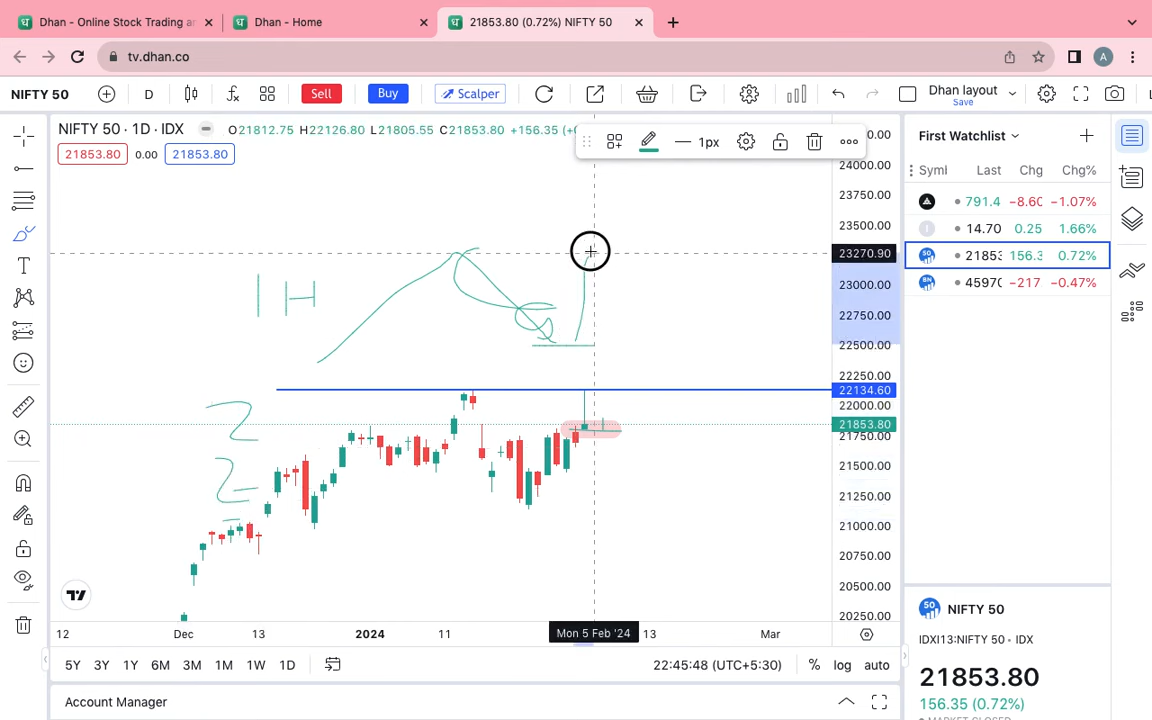 Dhan - Online Stock Trading a
Dhan - Home
21853.80 (0.72%) NIFTY 50
tv.dhan.co
A
NIFTY 50
D
Sell
Buy
Scalper
Dhan layout
Save
NIFTY 50 · 1D · IDX
O21812.75 H22126.80 L21805.55 C21853.80 +156.35
21853.80
0.00
21853.80
1px
24000.00
23750.00
23500.00
23270.90
23000.00
22750.00
22500.00
22250.00
22134.60
22000.00
21853.80
21750.00
21500.00
21250.00
21000.00
20750.00
20500.00
20250.00
1H
12
Dec
13
2024
11
Mon 5 Feb '24
13
Mar
5Y 3Y 1Y 6M 3M 1M 1W 1D
22:45:48 (UTC+5:30)
% log auto
Account Manager
First Watchlist
Symb Last Chg Chg%
791.4 −8.60 −1.07%
14.70 0.25 1.66%
2185 156.3 0.72%
45970 −217 −0.47%
50
NIFTY 50
IDXI13:NIFTY 50 • IDX
21853.80
156.35 (0.72%)
MARKET CLOSED